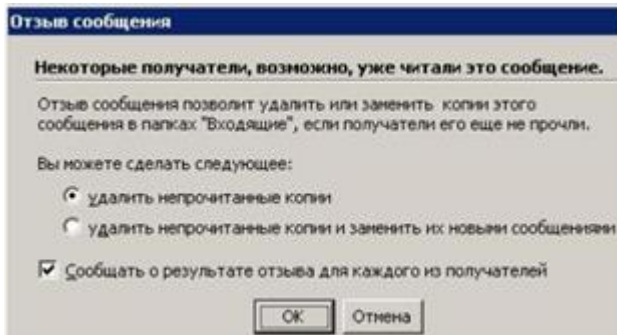 Отзыв сообщения
Некоторые получатели, возможно, уже читали это сообщение.
Отзыв сообщения позволит удалить или заменить копии этого
сообщения в папках "Входящие", если получатели его еще не прочли.
Вы можете сделать следующее:
удалить непрочитанные копии
удалить непрочитанные копии и заменить их новыми сообщениями
Сообщать о результате отзыва для каждого из получателей
OK Отмена